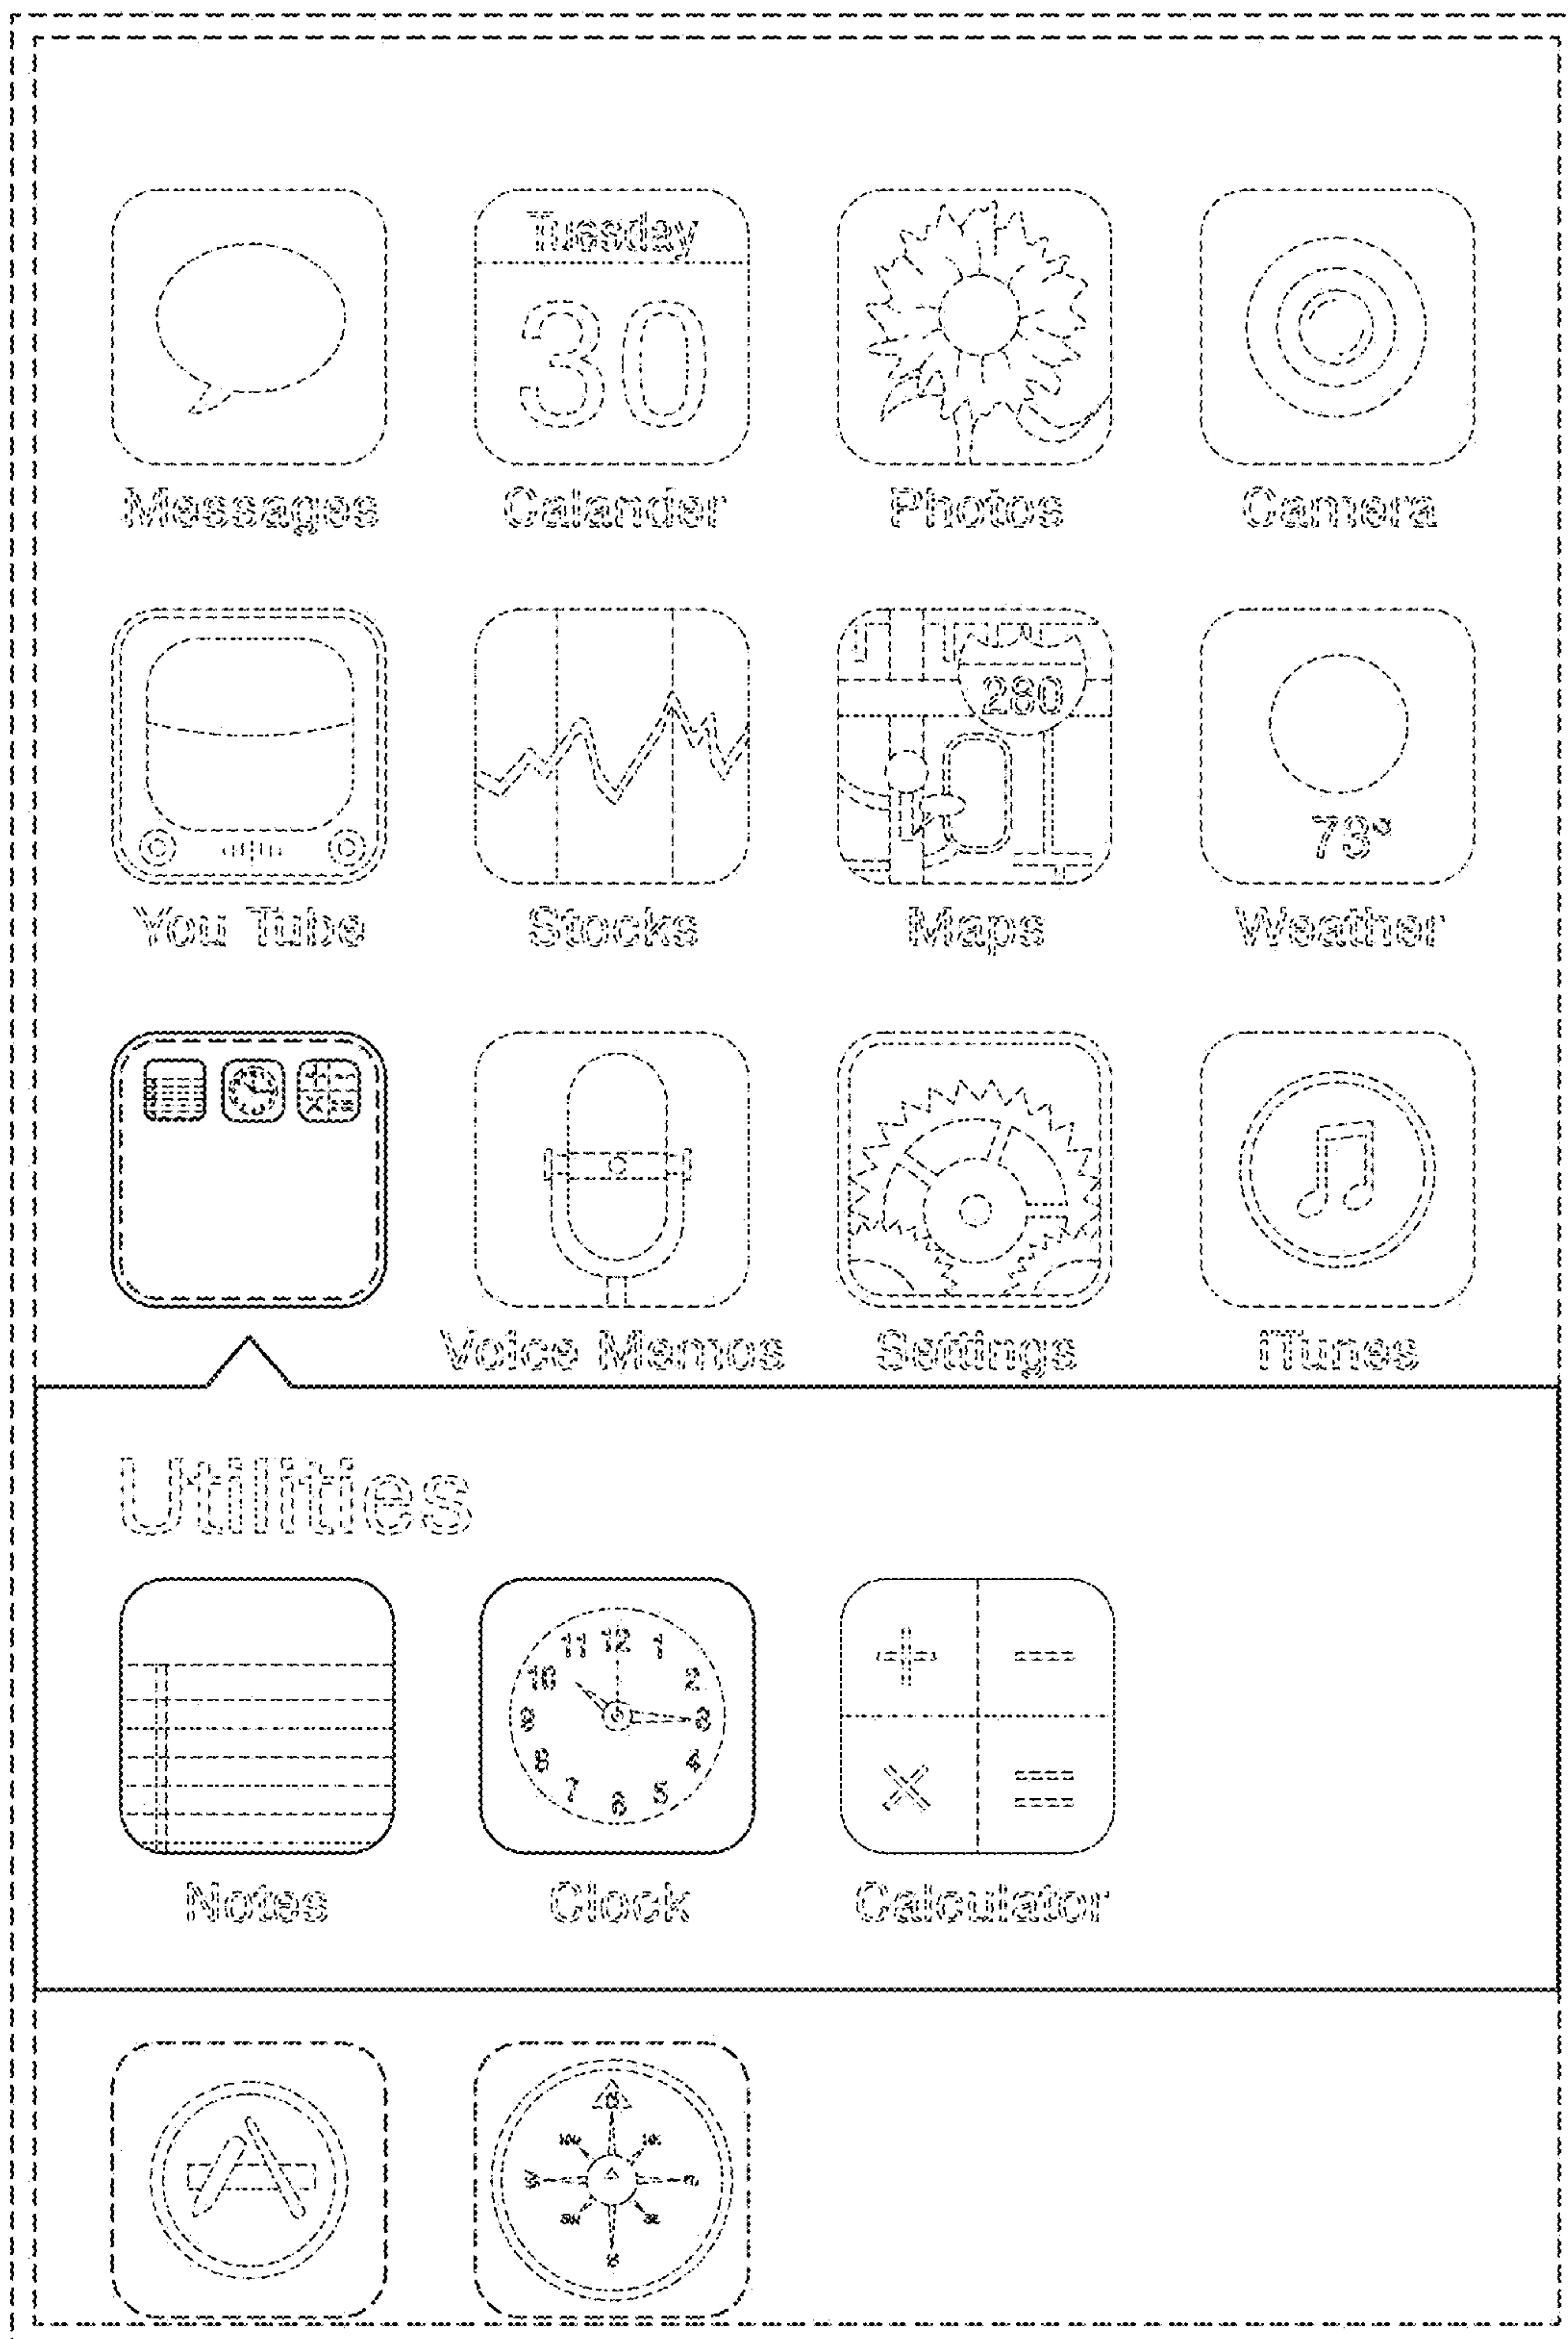 Tuesday
30
Messages Calander Photos Camera
280
73°
You Tube Stocks Maps Weather
Voice Memos Settings iTunes
Utilities
11 12 1
10 2
9 3
8 4
7 6 5
Notes Clock Calculator
W
S